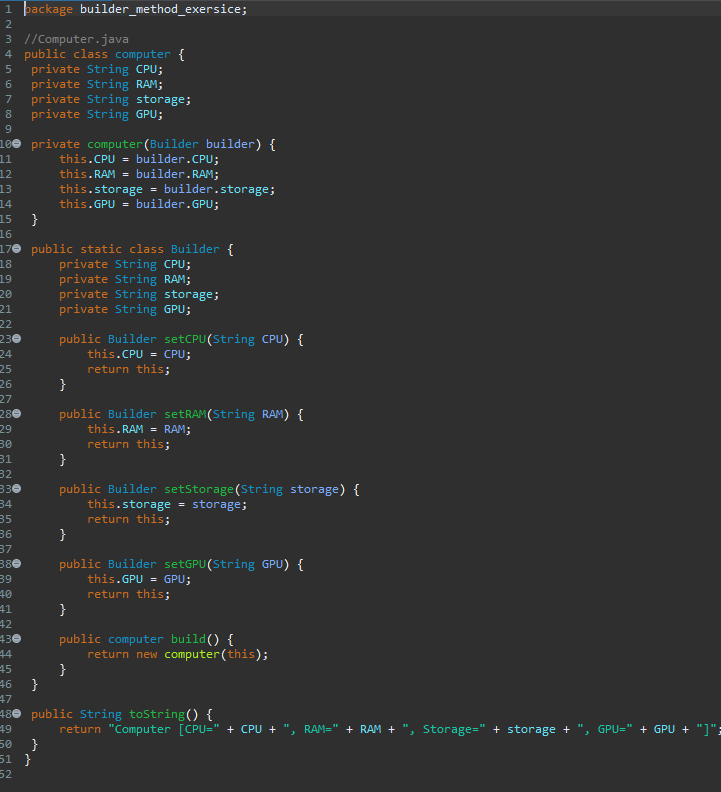 1 package builder_method_exersice;
2
3 //Computer.java
4 public class computer {
5 private String CPU;
6 private String RAM;
7 private String storage;
8 private String GPU;
9
10 private computer(Builder builder) {
11 this.CPU = builder.CPU;
12 this.RAM = builder.RAM;
13 this.storage = builder.storage;
14 this.GPU = builder.GPU;
15 }
16
17 public static class Builder {
18 private String CPU;
19 private String RAM;
20 private String storage;
21 private String GPU;
22
23 public Builder setCPU(String CPU) {
24 this.CPU = CPU;
25 return this;
26 }
27
28 public Builder setRAM(String RAM) {
29 this.RAM = RAM;
30 return this;
31 }
32
33 public Builder setStorage(String storage) {
34 this.storage = storage;
35 return this;
36 }
37
38 public Builder setGPU(String GPU) {
39 this.GPU = GPU;
40 return this;
41 }
42
43 public computer build() {
44 return new computer(this);
45 }
46 }
47
48 public String toString() {
49 return "Computer [CPU=" + CPU + ", RAM=" + RAM + ", Storage=" + storage + ", GPU=" + GPU + "]";
50 }
51 }
52